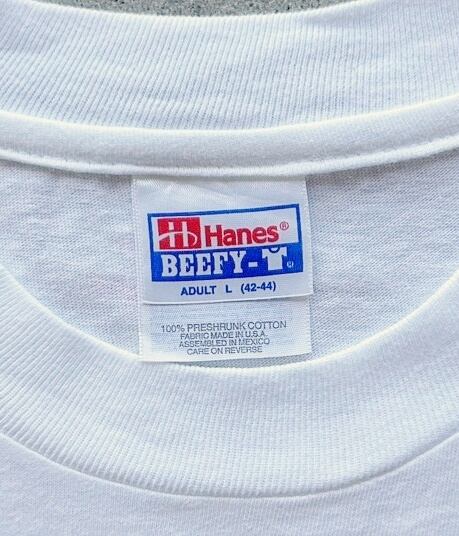 Hanes®
BEEFY-T
ADULT L (42-44)
100% PRESHRUNK COTTON
FABRIC MADE IN U.S.A.
ASSEMBLED IN MEXICO
CARE ON REVERSE